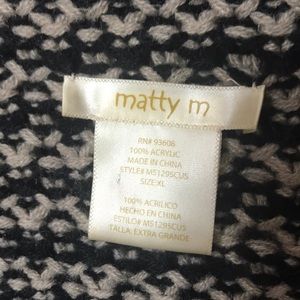 matty m
RN# 93608
100% ACRYLIC
MADE IN CHINA
STYLE# M51295CUS
SIZE:XL
100% ACRILICO
HECHO EN CHINA
ESTILO# M51295CUS
TALLA: EXTRA GRANDE